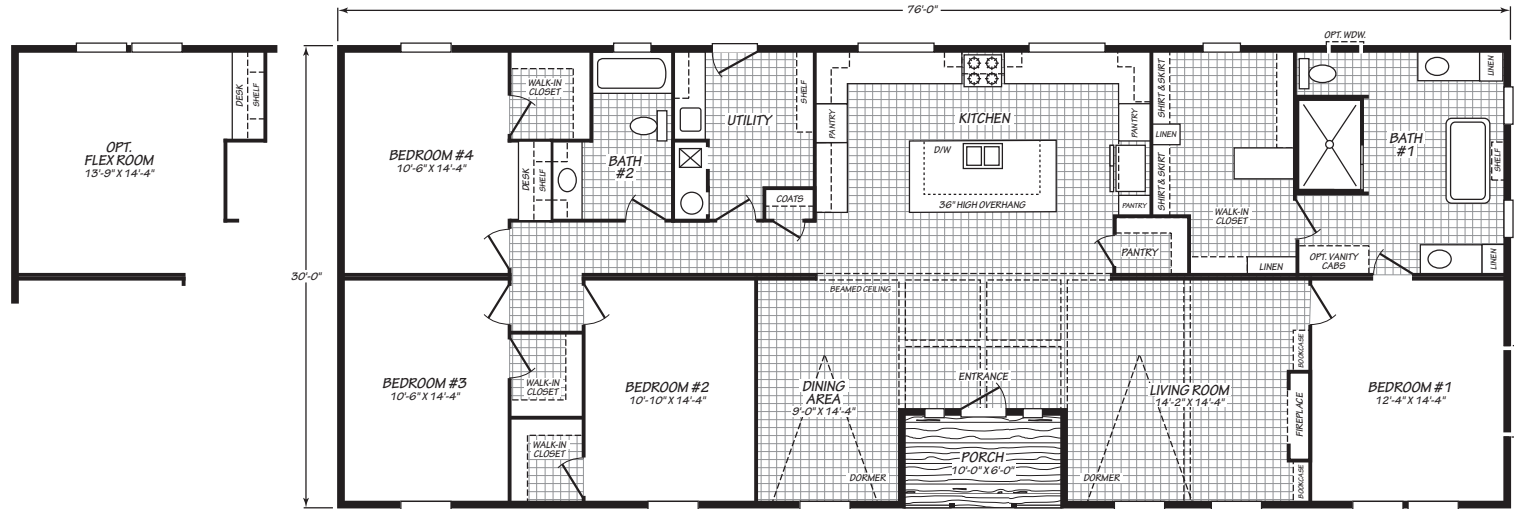 76'-0"
30'-0"
OPT.
FLEX ROOM
13'-9" X 14'-4"
DESK
SHELF
BEDROOM #4
10'-6" X 14'-4"
WALK-IN
CLOSET
DESK
SHELF
BATH
#2
UTILITY
SHELF
COATS
PANTRY
KITCHEN
D/W
36" HIGH OVERHANG
PANTRY
PANTRY
PANTRY
SHIRT & SKIRT
LINEN
SHIRT & SKIRT
WALK-IN
CLOSET
LINEN
OPT. WDW.
LINEN
BATH
#1
SHELF
OPT. VANITY
CABS
LINEN
BEDROOM #3
10'-6" X 14'-4"
WALK-IN
CLOSET
WALK-IN
CLOSET
BEDROOM #2
10'-10" X 14'-4"
BEAMED CEILING
DINING
AREA
9'-0" X 14'-4"
DORMER
ENTRANCE
PORCH
10'-0" X 6'-0"
LIVING ROOM
14'-2" X 14'-4"
DORMER
BOOKCASE
FIREPLACE
BOOKCASE
BEDROOM #1
12'-4" X 14'-4"